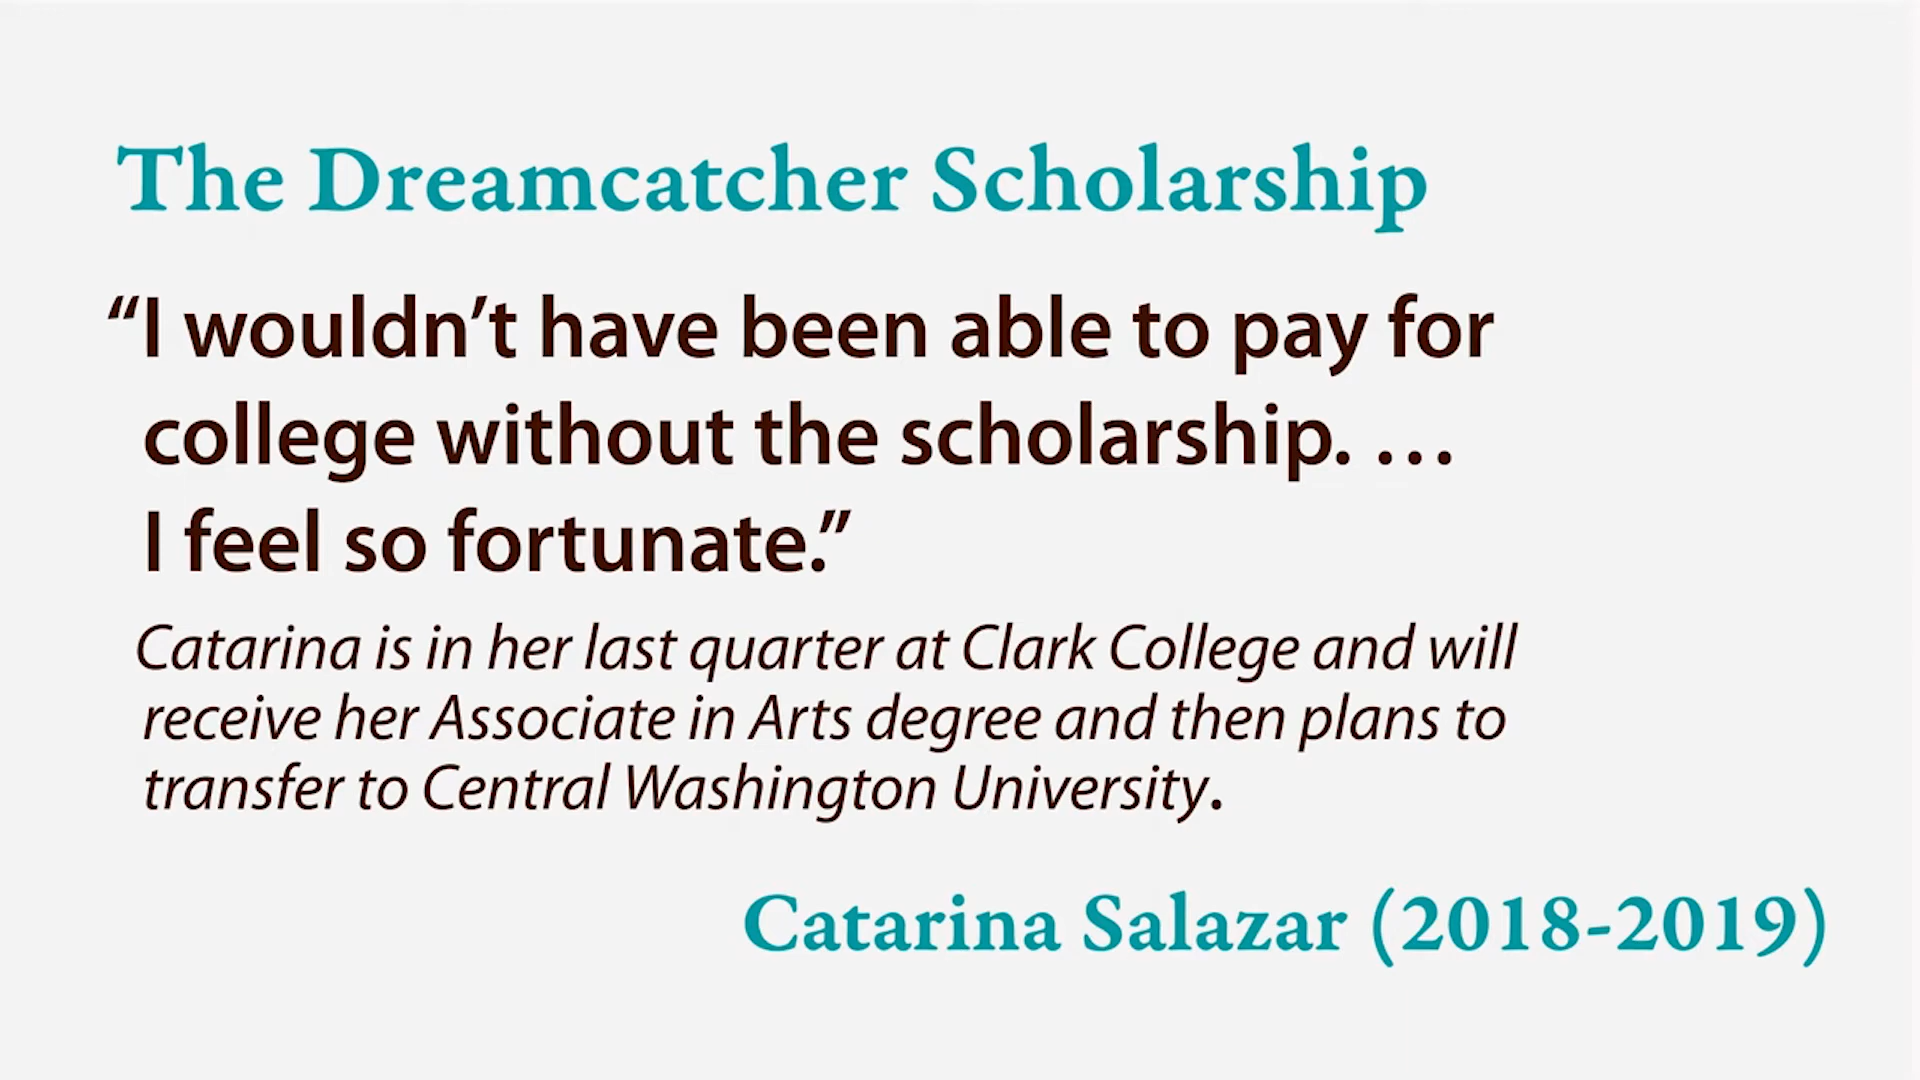 The Dreamcatcher Scholarship
“I wouldn’t have been able to pay for
college without the scholarship. …
I feel so fortunate.”
Catarina is in her last quarter at Clark College and will
receive her Associate in Arts degree and then plans to
transfer to Central Washington University.
Catarina Salazar (2018-2019)